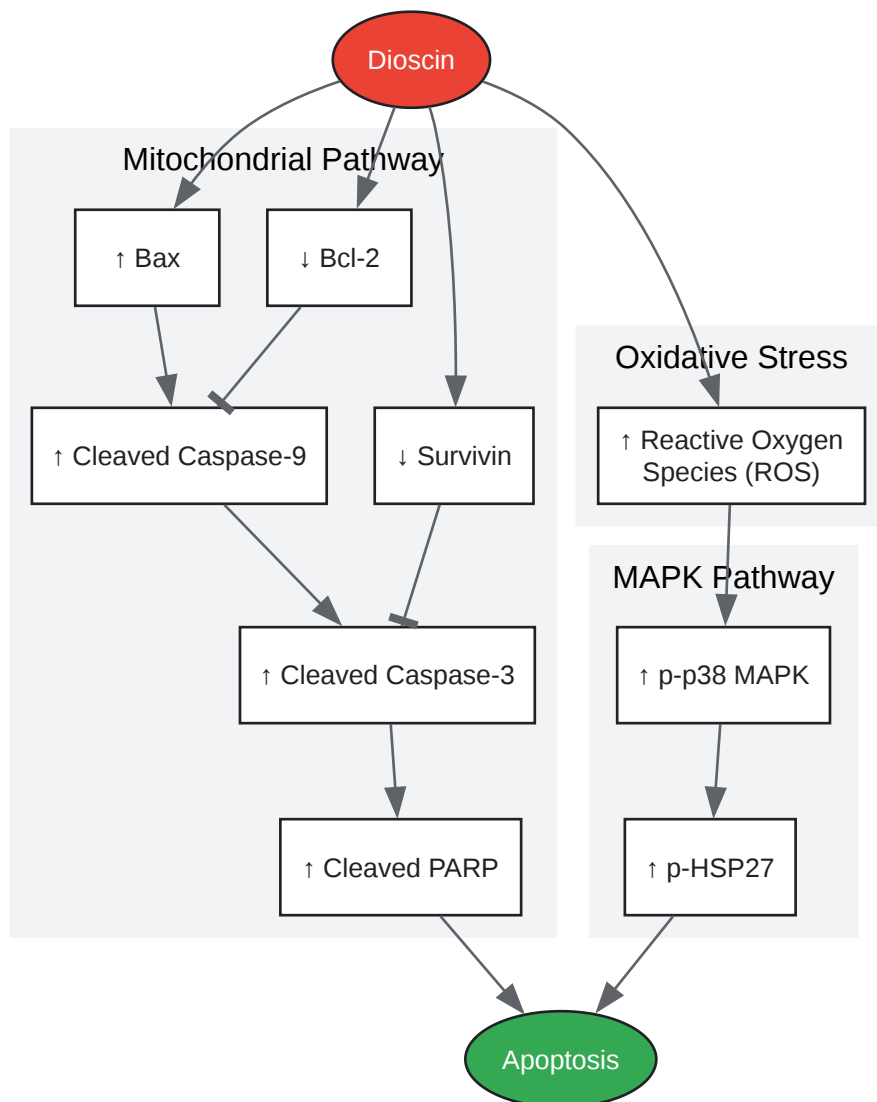 Dioscin
Mitochondrial Pathway
↑ Bax
↓ Bcl-2
Oxidative Stress
↑ Cleaved Caspase-9
↓ Survivin
↑ Reactive Oxygen
Species (ROS)
MAPK Pathway
↑ Cleaved Caspase-3
↑ p-p38 MAPK
↑ Cleaved PARP
↑ p-HSP27
Apoptosis